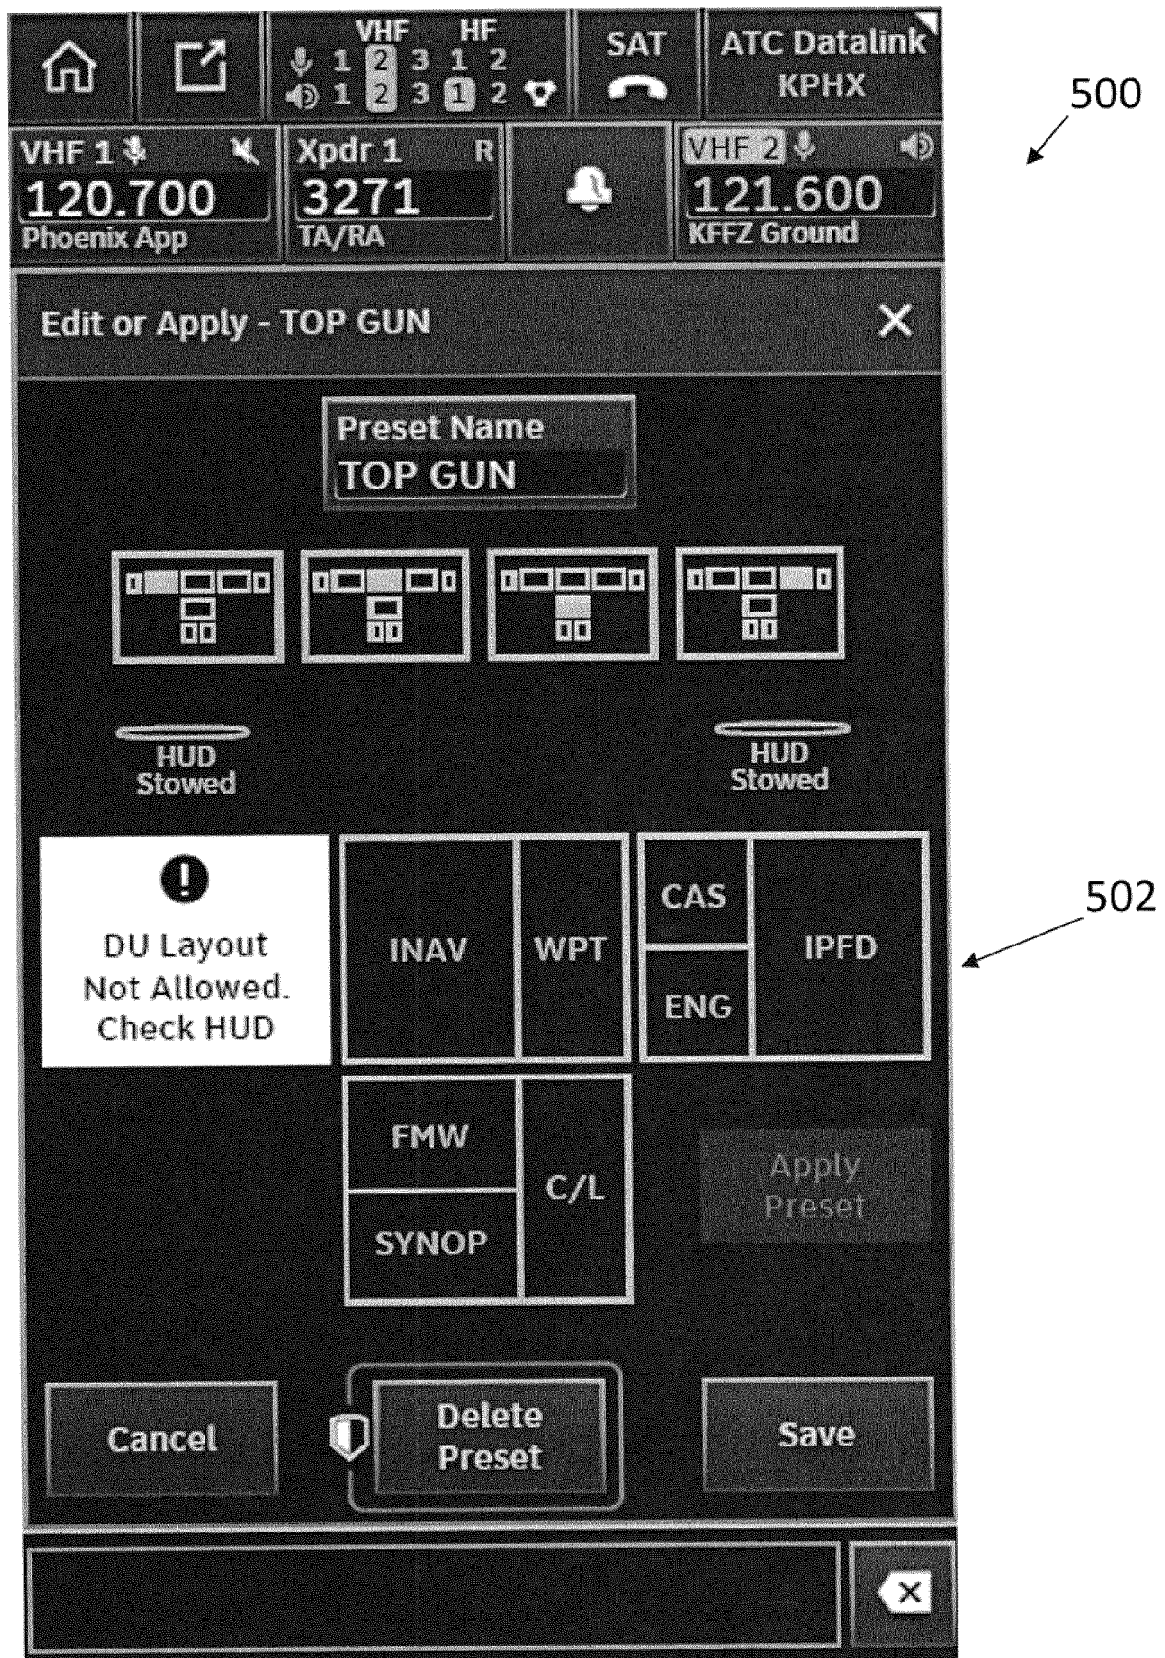 VHF HF
1 2 3 1 2
1 2 3 1 2
SAT
ATC Datalink
KPHX
500
VHF 1
120.700
Phoenix App
Xpdr 1 R
3271
TA/RA
VHF 2
121.600
KFFZ Ground
Edit or Apply - TOP GUN
Preset Name
TOP GUN
HUD
Stowed
HUD
Stowed
DU Layout
Not Allowed.
Check HUD
INAV
WPT
CAS
ENG
IPFD
502
FMW
SYNOP
C/L
Apply
Preset
Cancel
Delete
Preset
Save